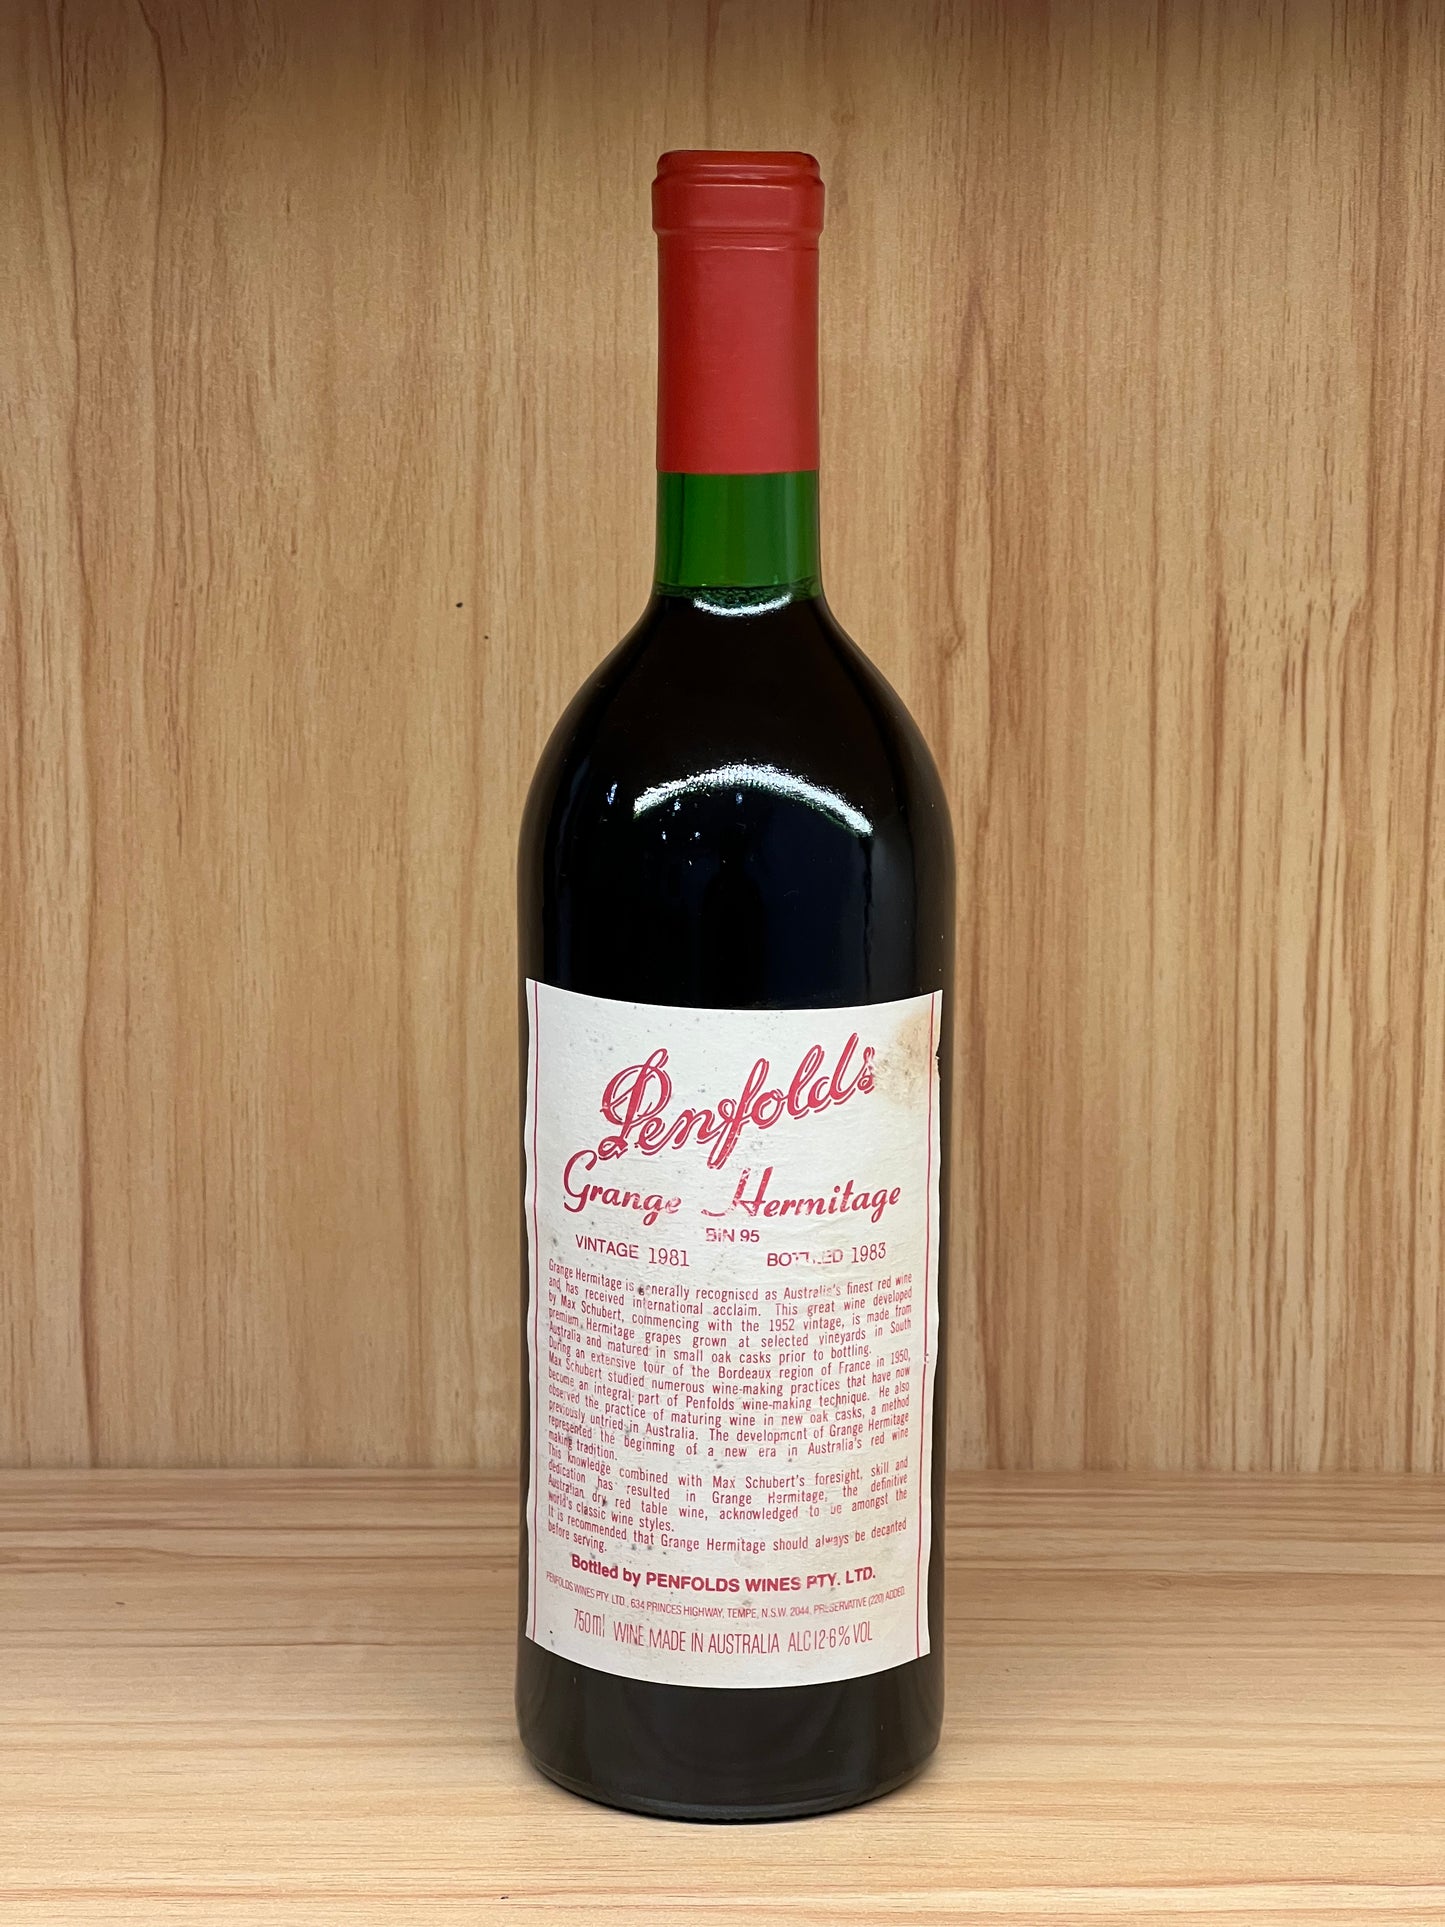 Penfolds
Grange Hermitage
BIN 95
VINTAGE 1981 BOTTLED 1983
Grange Hermitage is generally recognised as Australia's finest red wine
and has received international acclaim. This great wine developed
by Max Schubert, commencing with the 1952 vintage, is made from
premium Hermitage grapes grown at selected vineyards in South
Australia and matured in small oak casks prior to bottling.
During an extensive tour of the Bordeaux region of France in 1950,
Max Schubert studied numerous wine-making practices that have now
become an integral part of Penfolds wine-making technique. He also
observed the practice of maturing wine in new oak casks, a method
previously untried in Australia. The development of Grange Hermitage
represented the beginning of a new era in Australia's red wine
making tradition.
This knowledge combined with Max Schubert's foresight, skill and
dedication has resulted in Grange Hermitage, the definitive
Australian dry red table wine, acknowledged to be amongst the
world's classic wine styles.
It is recommended that Grange Hermitage should always be decanted
before serving.
Bottled by PENFOLDS WINES PTY. LTD.
PENFOLDS WINES PTY. LTD., 634 PRINCES HIGHWAY, TEMPE, N.S.W. 2044. PRESERVATIVE (220) ADDED.
750ml WINE MADE IN AUSTRALIA ALC 12·6% VOL